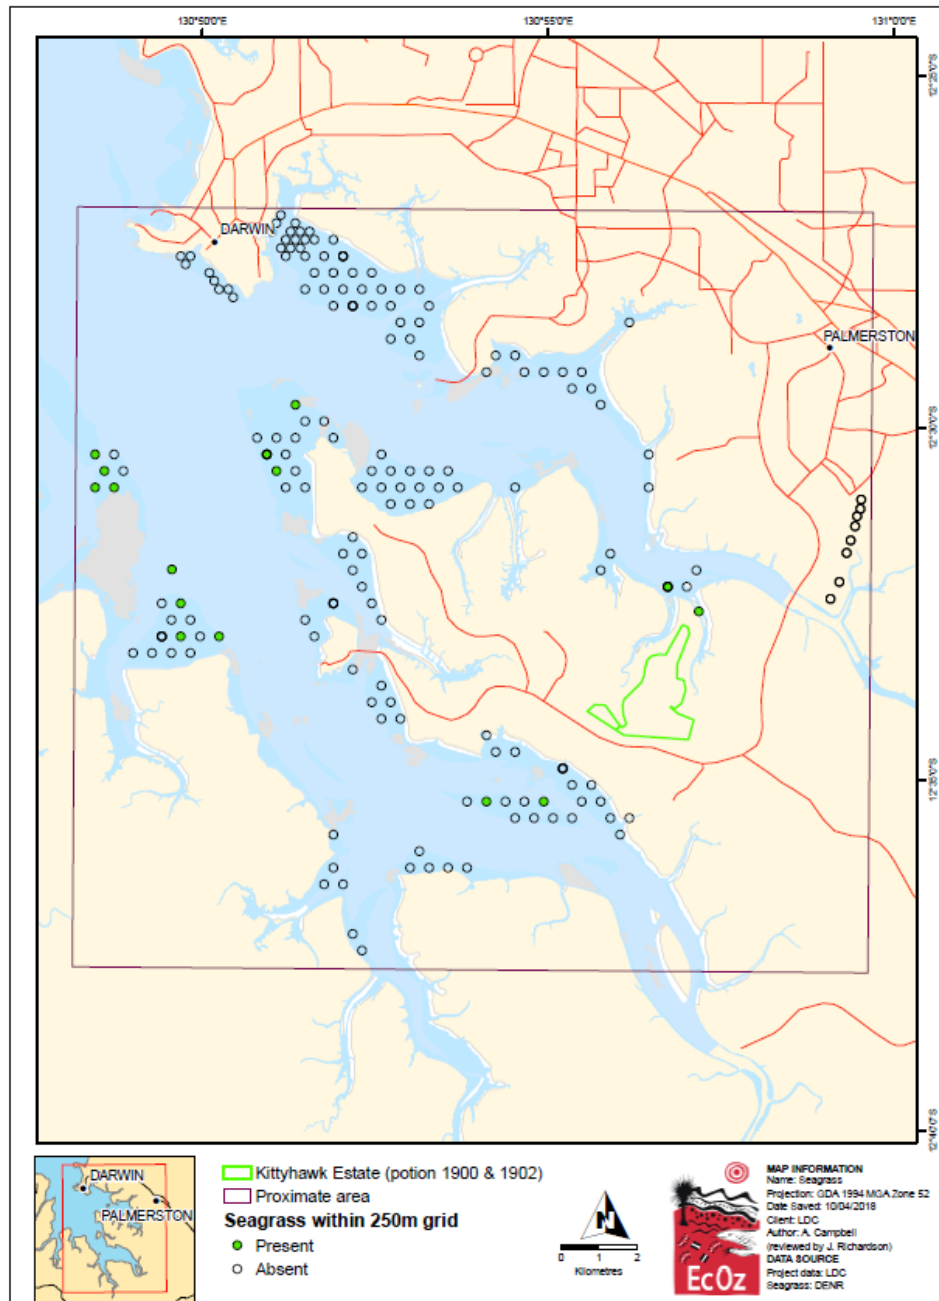 130°50'0"E
130°55'0"E
131°0'0"E
12°25'0"S
DARWIN
PALMERSTON
12°30'0"S
12°35'0"S
12°40'0"S
DARWIN
PALMERSTON
Kittyhawk Estate (potion 1900 & 1902)
Proximate area
Seagrass within 250m grid
Present
Absent
N
0 1 2
Kilometres
EcOz
MAP INFORMATION
Name: Seagrass
Projection: GDA 1994 MGA Zone 52
Date Saved: 10/04/2018
Client: LDC
Author: A. Campbell
(reviewed by J. Richardson)
DATA SOURCE
Project data: LDC
Seagrass: DENR